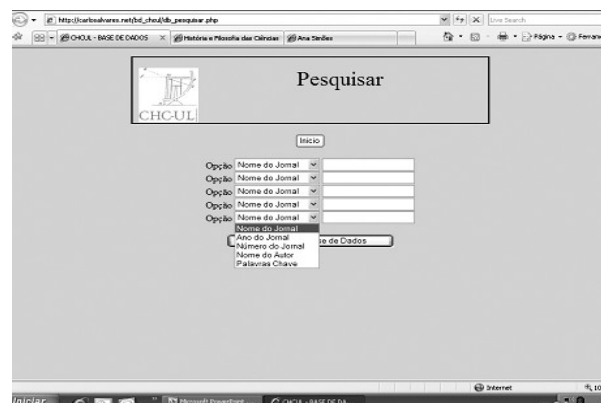 http://carlosalvares.net/bd_chcul/db_pesquisar.php
Live Search
CHCUL - BASE DE DADOS
História e Filosofia das Ciências
Ana Simões
Página
Pesquisar
CHC-UL
Inicio
Opção Nome do Jornal
Opção Nome do Jornal
Opção Nome do Jornal
Opção Nome do Jornal
Opção Nome do Jornal
Nome do Jornal
Ano do Jornal
Número do Jornal
Nome do Autor
Palavras Chave
se de Dados
Internet
Iniciar
Microsoft PowerPoint
CHCUL - BASE DE DA